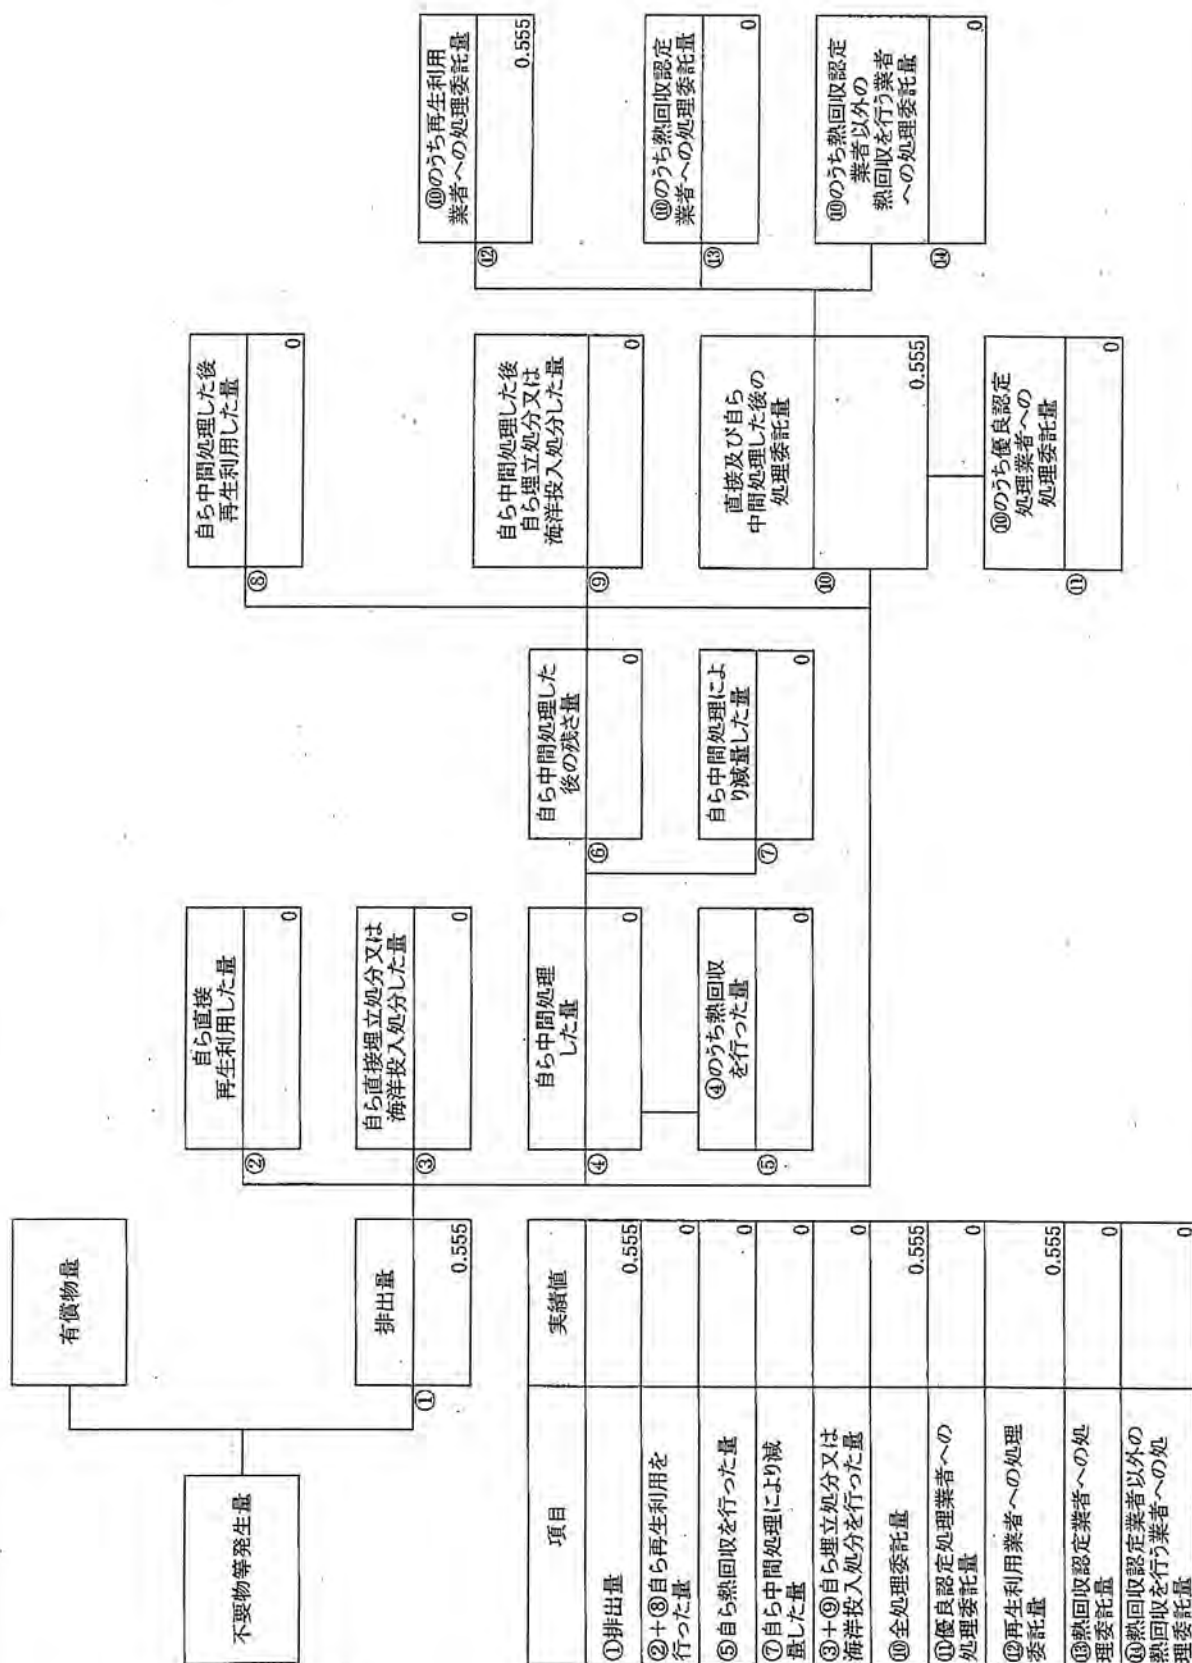 不要物等発生量
有償物量
排出量
①
0.555
自ら直接
再生利用した量
②
0
自ら直接埋立処分又は
海洋投入処分した量
③
0
自ら中間処理
した量
④
0
④のうち熱回収
を行った量
⑤
0
自ら中間処理した
後の残さ量
⑥
0
自ら中間処理によ
り減量した量
⑦
0
自ら中間処理した後
再生利用した量
⑧
0
自ら中間処理した後
自ら埋立処分又は
海洋投入処分した量
⑨
0
直接及び自ら
中間処理した後の
処理委託量
⑩
0.555
⑩のうち優良認定
処理業者への
処理委託量
⑪
0
⑩のうち再生利用
業者への処理委託量
⑫
0.555
⑩のうち熱回収認定
業者への処理委託量
⑬
0
⑩のうち熱回収認定
業者以外の
熱回収を行う業者
への処理委託量
⑭
0
項目 実績値
①排出量 0.555
②+⑧自ら再生利用を
行った量 0
⑤自ら熱回収を行った量 0
⑦自ら中間処理により減
量した量 0
③+⑨自ら埋立処分又は
海洋投入処分を行った量 0
⑩全処理委託量 0.555
⑪優良認定処理業者への
処理委託量 0
⑫再生利用業者への処理
委託量 0.555
⑬熱回収認定業者への処
理委託量 0
⑭熱回収認定業者以外の
熱回収を行う業者への処
理委託量 0